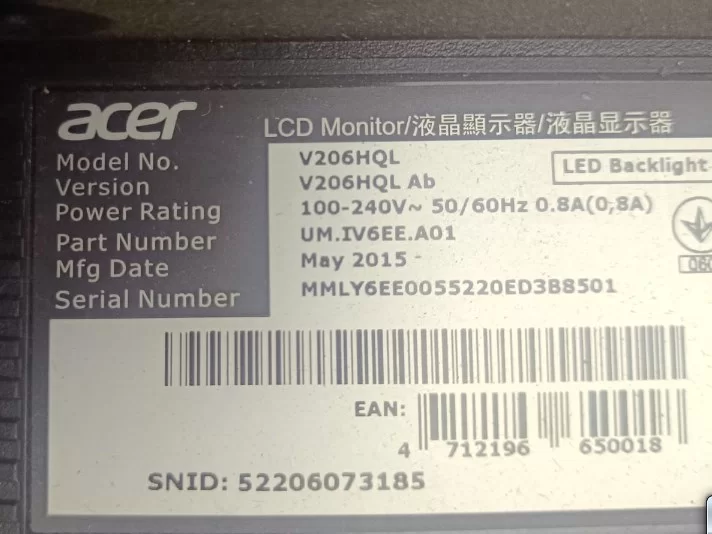 acer
LCD Monitor/液晶顯示器/液晶显示器
Model No. V206HQL
LED Backlight
Version V206HQL Ab
Power Rating 100-240V~ 50/60Hz 0.8A(0,8A)
Part Number UM.IV6EE.A01
Mfg Date May 2015
Serial Number MMLY6EE0055220ED3B8501
EAN:
4 712196 650018
SNID: 52206073185